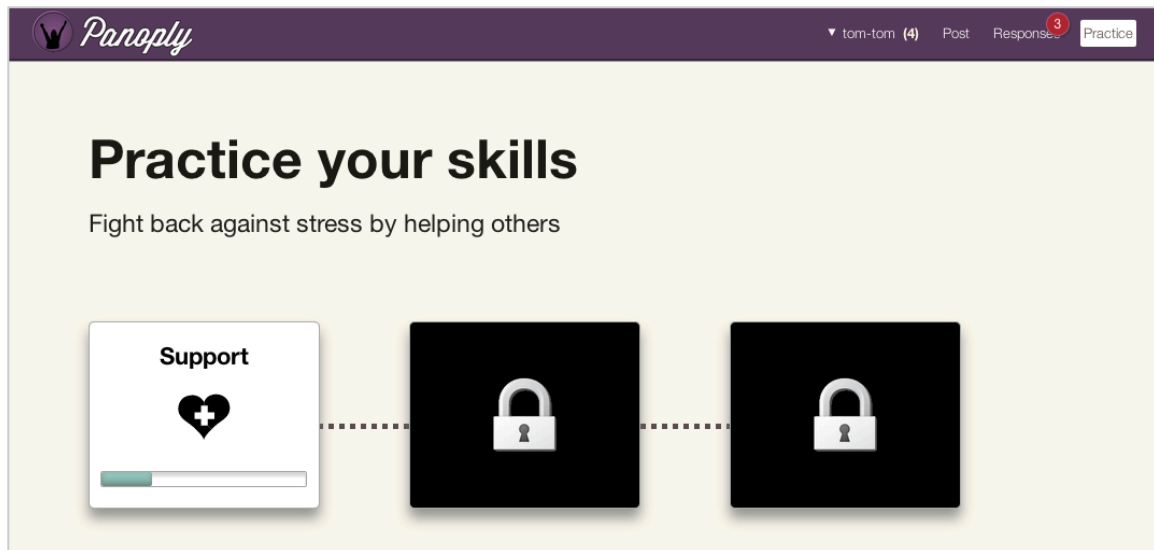 Panoply
▼ tom-tom (4) Post Responses 3 Practice
Practice your skills
Fight back against stress by helping others
Support